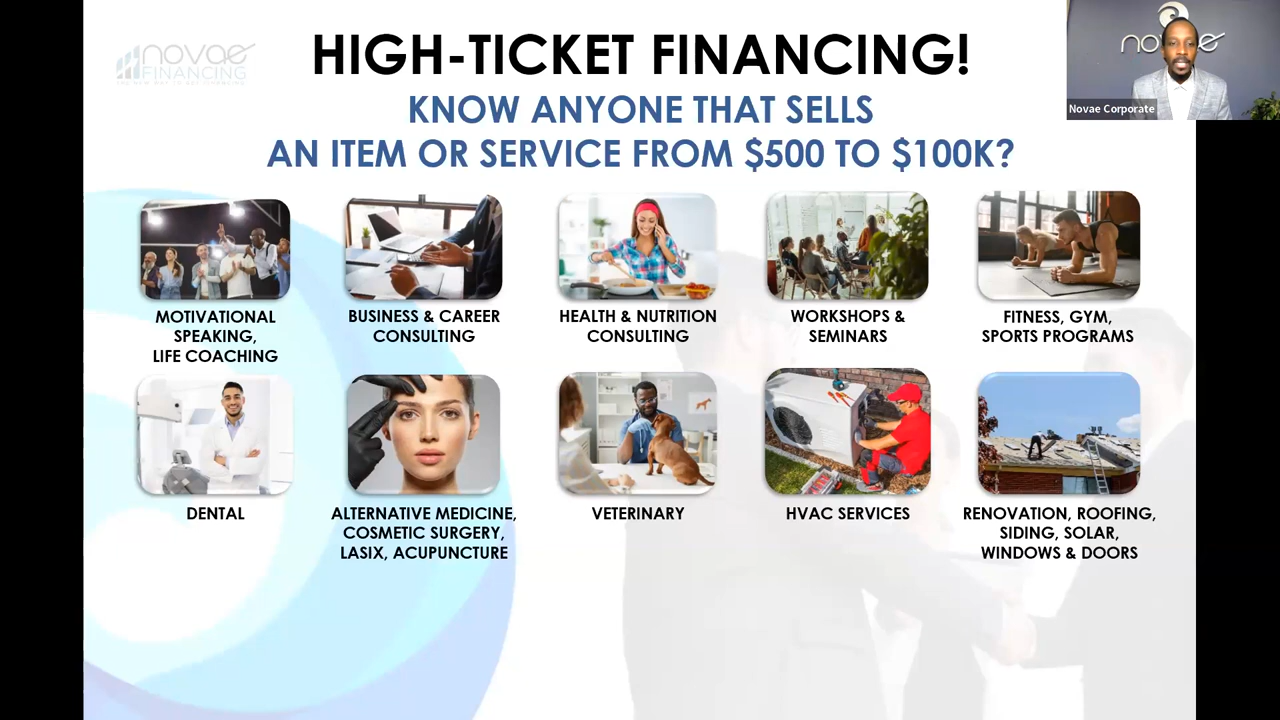 novae
FINANCING
HIGH-TICKET FINANCING!
KNOW ANYONE THAT SELLS
AN ITEM OR SERVICE FROM $500 TO $100K?
novae
Novae Corporate
MOTIVATIONAL
SPEAKING,
LIFE COACHING
BUSINESS & CAREER
CONSULTING
HEALTH & NUTRITION
CONSULTING
WORKSHOPS &
SEMINARS
FITNESS, GYM,
SPORTS PROGRAMS
DENTAL
ALTERNATIVE MEDICINE,
COSMETIC SURGERY,
LASIX, ACUPUNCTURE
VETERINARY
HVAC SERVICES
RENOVATION, ROOFING,
SIDING, SOLAR,
WINDOWS & DOORS